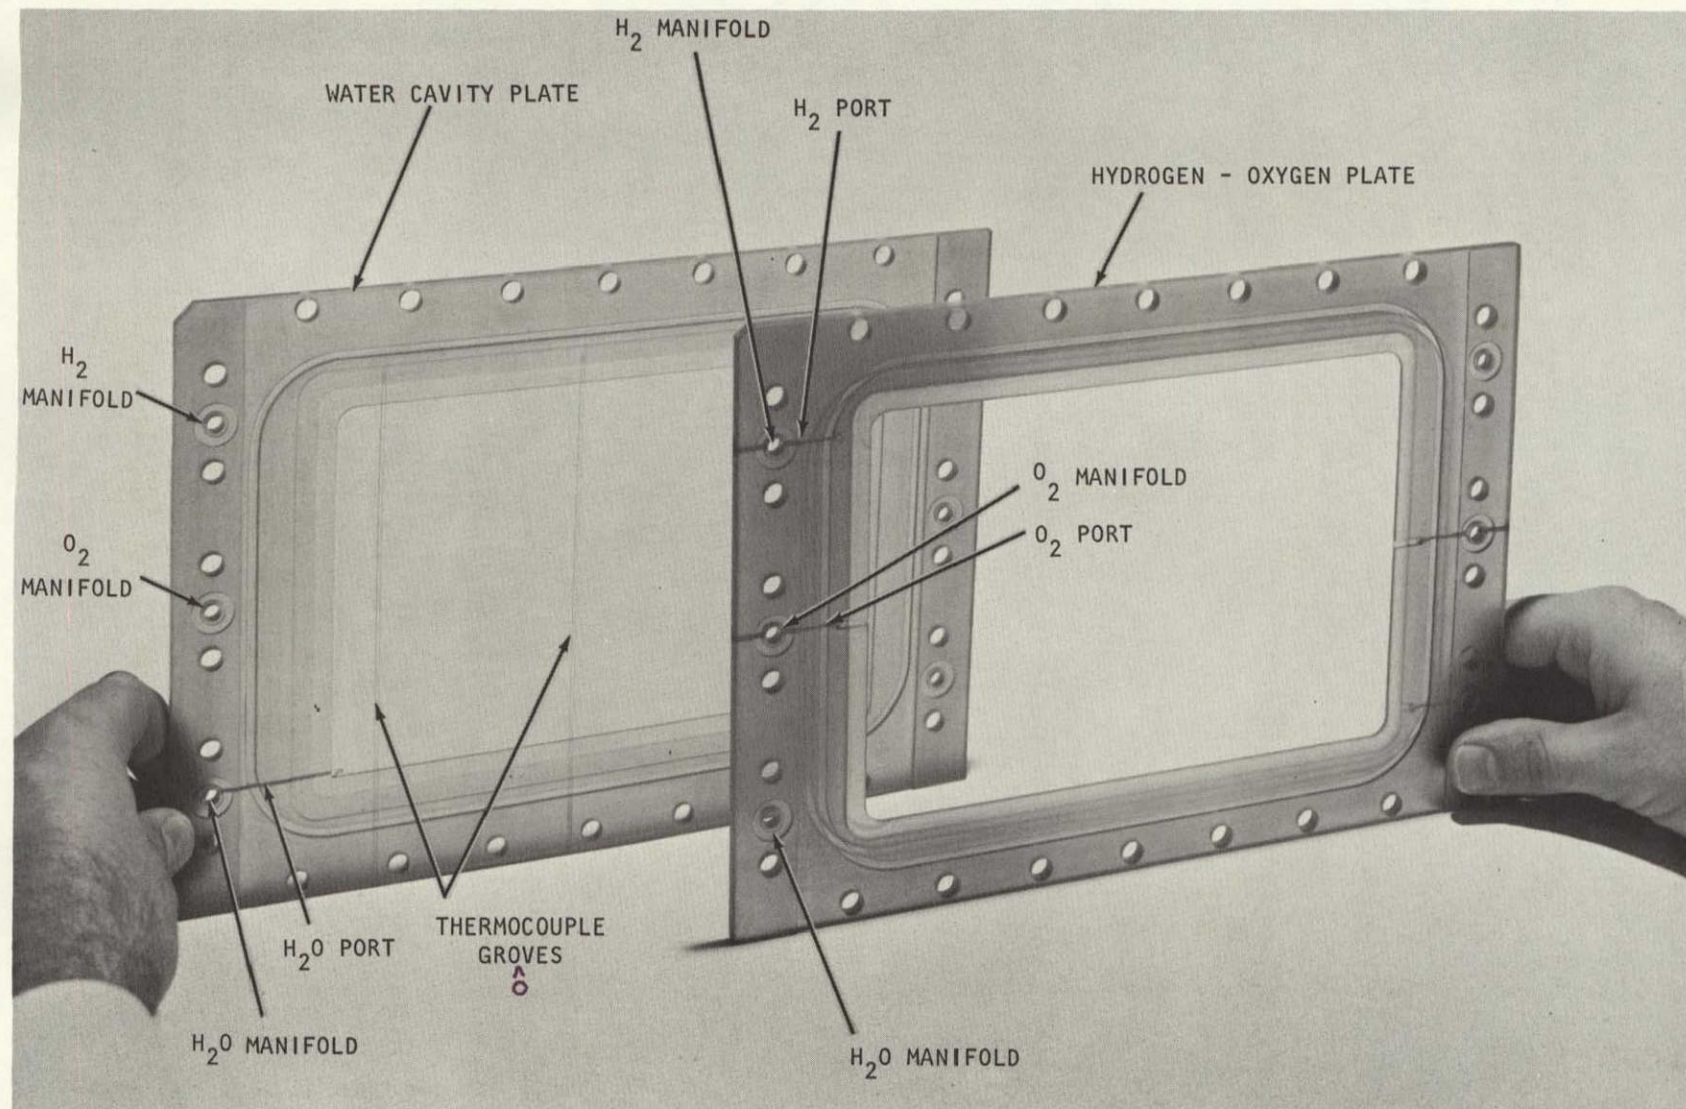 H₂ MANIFOLD
WATER CAVITY PLATE
H₂ PORT
HYDROGEN - OXYGEN PLATE
H₂
MANIFOLD
O₂ MANIFOLD
O₂ PORT
O₂
MANIFOLD
THERMOCOUPLE
GROVES
^
O
H₂O PORT
H₂O MANIFOLD
H₂O MANIFOLD